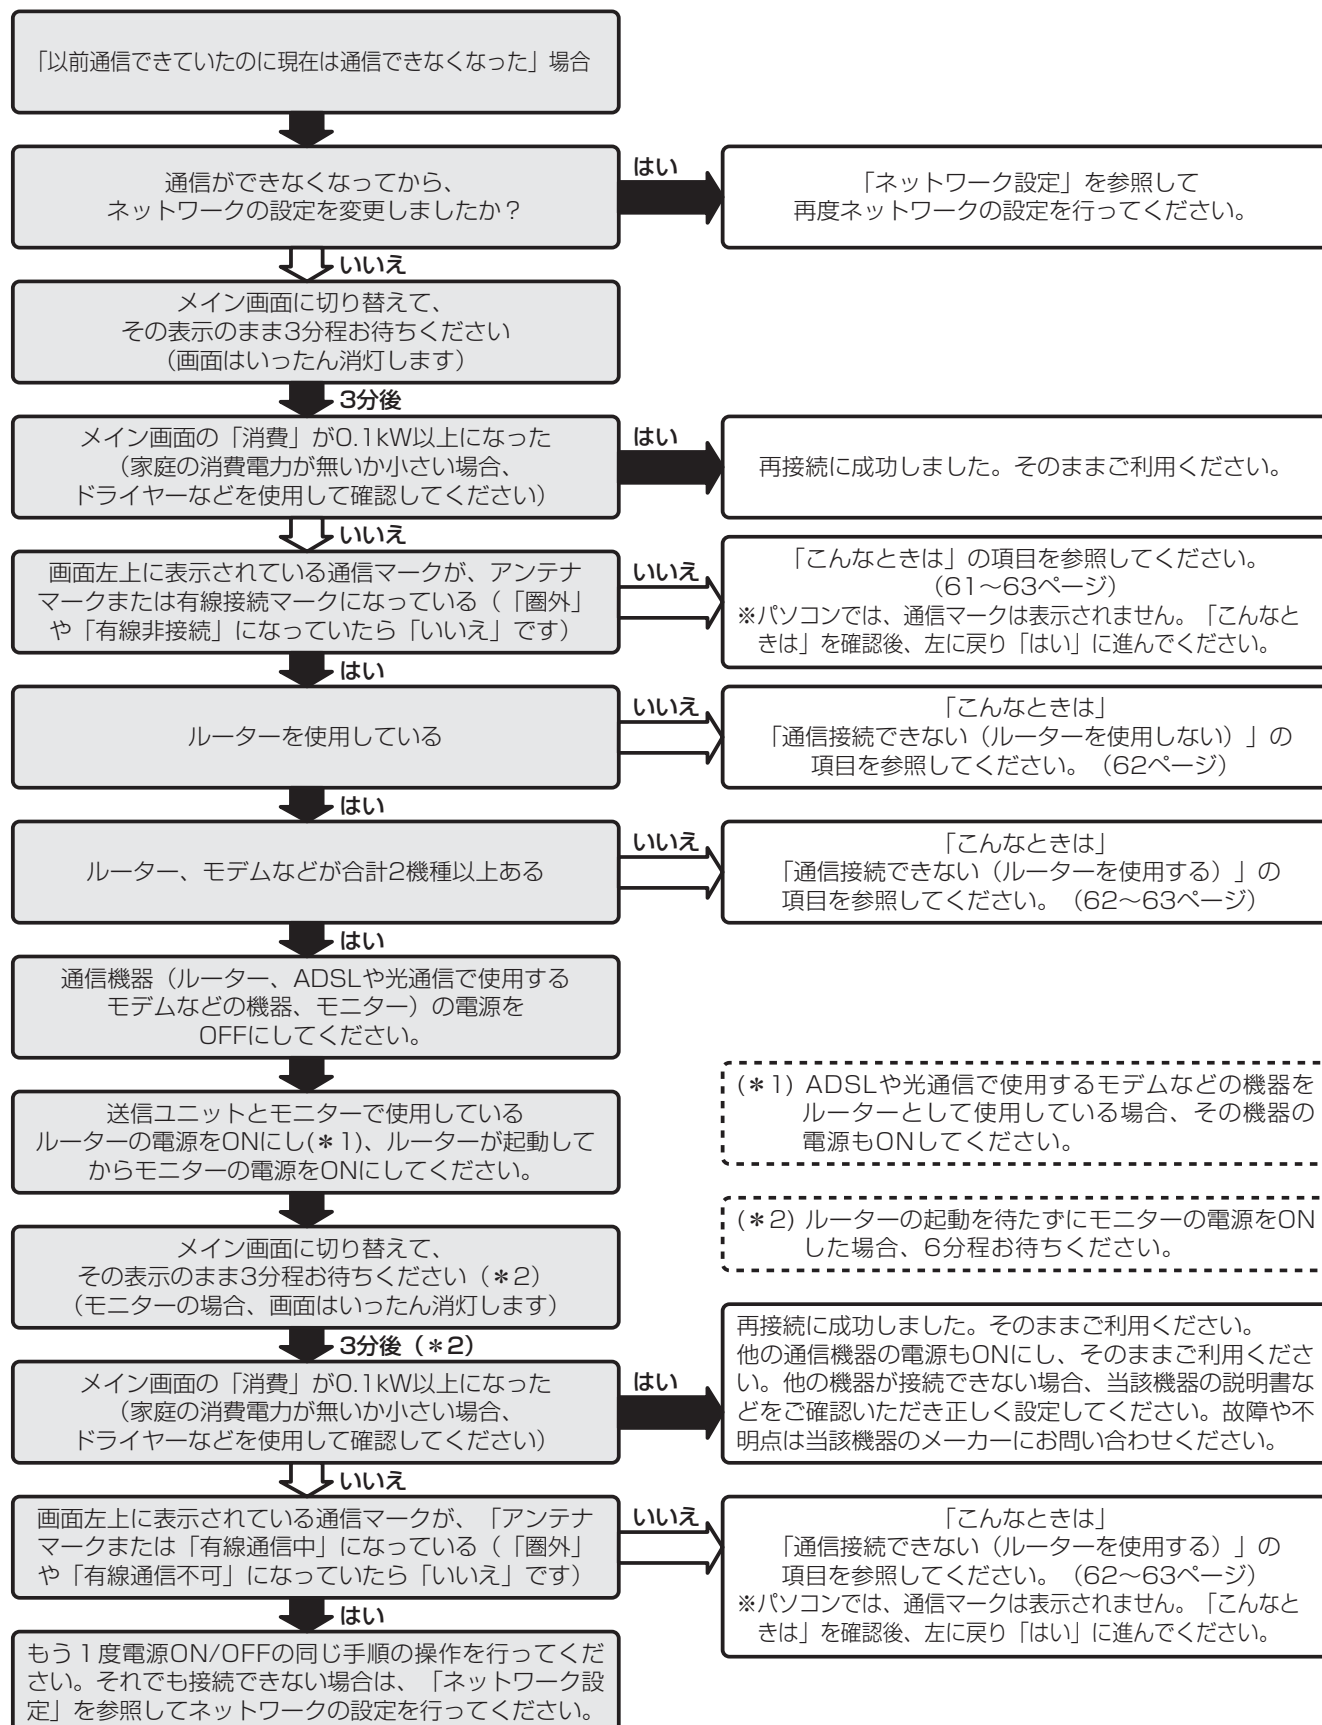 「以前通信できていたのに現在は通信できなくなった」場合
通信ができなくなってから、
ネットワークの設定を変更しましたか？
はい
「ネットワーク設定」を参照して
再度ネットワークの設定を行ってください。
いいえ
メイン画面に切り替えて、
その表示のまま3分程お待ちください
（画面はいったん消灯します）
3分後
メイン画面の「消費」が0.1kW以上になった
（家庭の消費電力が無いか小さい場合、
ドライヤーなどを使用して確認してください）
はい
再接続に成功しました。そのままご利用ください。
いいえ
画面左上に表示されている通信マークが、アンテナ
マークまたは有線接続マークになっている（「圏外」
や「有線非接続」になっていたら「いいえ」です）
いいえ
「こんなときは」の項目を参照してください。
（61～63ページ）
※パソコンでは、通信マークは表示されません。「こんなと
きは」を確認後、左に戻り「はい」に進んでください。
はい
ルーターを使用している
いいえ
「こんなときは」
「通信接続できない（ルーターを使用しない）」の
項目を参照してください。（62ページ）
はい
ルーター、モデムなどが合計2機種以上ある
いいえ
「こんなときは」
「通信接続できない（ルーターを使用する）」の
項目を参照してください。（62～63ページ）
はい
通信機器（ルーター、ADSLや光通信で使用する
モデムなどの機器、モニター）の電源を
OFFにしてください。
送信ユニットとモニターで使用している
ルーターの電源をONにし(＊1)、ルーターが起動して
からモニターの電源をONにしてください。
(＊1) ADSLや光通信で使用するモデムなどの機器を
ルーターとして使用している場合、その機器の
電源もONしてください。
メイン画面に切り替えて、
その表示のまま3分程お待ちください（＊2）
（モニターの場合、画面はいったん消灯します）
(＊2) ルーターの起動を待たずにモニターの電源をON
した場合、6分程お待ちください。
3分後（＊2）
メイン画面の「消費」が0.1kW以上になった
（家庭の消費電力が無いか小さい場合、
ドライヤーなどを使用して確認してください）
はい
再接続に成功しました。そのままご利用ください。
他の通信機器の電源もONにし、そのままご利用くださ
い。他の機器が接続できない場合、当該機器の説明書な
どをご確認いただき正しく設定してください。故障や不
明点は当該機器のメーカーにお問い合わせください。
いいえ
画面左上に表示されている通信マークが、「アンテナ
マークまたは「有線通信中」になっている（「圏外」
や「有線通信不可」になっていたら「いいえ」です）
いいえ
「こんなときは」
「通信接続できない（ルーターを使用する）」の
項目を参照してください。（62～63ページ）
※パソコンでは、通信マークは表示されません。「こんなと
きは」を確認後、左に戻り「はい」に進んでください。
はい
もう１度電源ON/OFFの同じ手順の操作を行ってくだ
さい。それでも接続できない場合は、「ネットワーク設
定」を参照してネットワークの設定を行ってください。